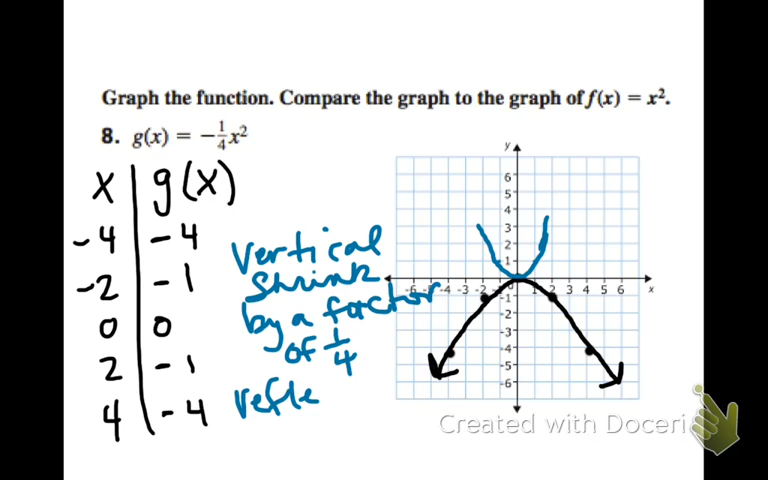 Graph the function. Compare the graph to the graph of f(x) = x².
8. g(x) = −¼x²
x | g(x)
-4 | -4
-2 | -1
0 | 0
2 | -1
4 | -4
vertical
shrink
by a factor
of 1/4
refle
y
6
5
4
3
2
1
-6 -5 -4 -3 -2 -1 0 1 2 3 4 5 6 x
-1
-2
-3
-4
-5
-6
Created with Doceri